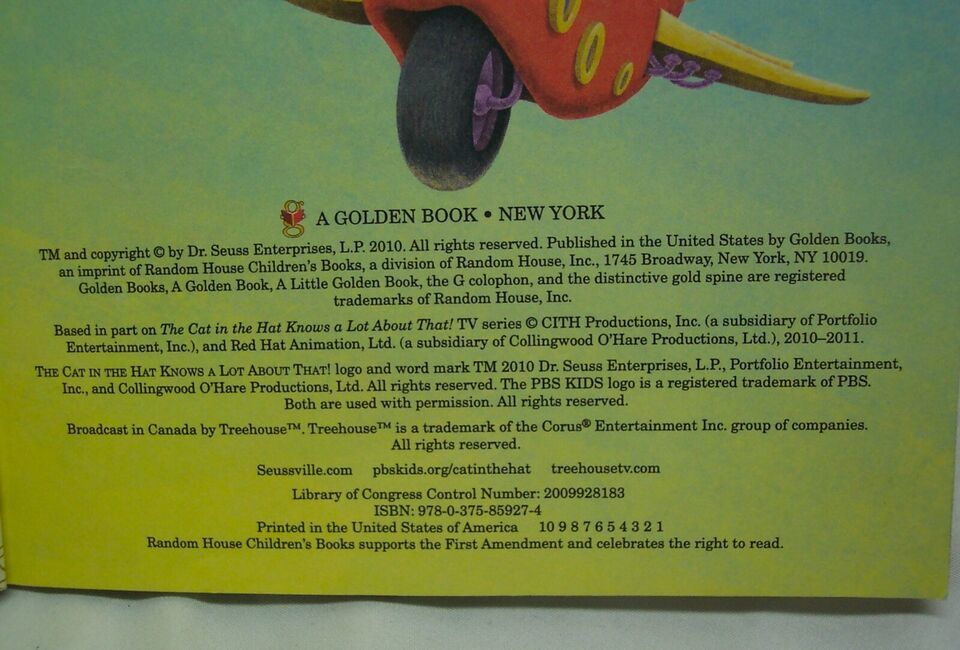 A GOLDEN BOOK • NEW YORK
TM and copyright © by Dr. Seuss Enterprises, L.P. 2010. All rights reserved. Published in the United States by Golden Books,
an imprint of Random House Children's Books, a division of Random House, Inc., 1745 Broadway, New York, NY 10019.
Golden Books, A Golden Book, A Little Golden Book, the G colophon, and the distinctive gold spine are registered
trademarks of Random House, Inc.
Based in part on The Cat in the Hat Knows a Lot About That! TV series © CITH Productions, Inc. (a subsidiary of Portfolio
Entertainment, Inc.), and Red Hat Animation, Ltd. (a subsidiary of Collingwood O'Hare Productions, Ltd.), 2010–2011.
THE CAT IN THE HAT KNOWS A LOT ABOUT THAT! logo and word mark TM 2010 Dr. Seuss Enterprises, L.P., Portfolio Entertainment,
Inc., and Collingwood O'Hare Productions, Ltd. All rights reserved. The PBS KIDS logo is a registered trademark of PBS.
Both are used with permission. All rights reserved.
Broadcast in Canada by Treehouse™. Treehouse™ is a trademark of the Corus® Entertainment Inc. group of companies.
All rights reserved.
Seussville.com pbskids.org/catinthehat treehousetv.com
Library of Congress Control Number: 2009928183
ISBN: 978-0-375-85927-4
Printed in the United States of America 10 9 8 7 6 5 4 3 2 1
Random House Children's Books supports the First Amendment and celebrates the right to read.